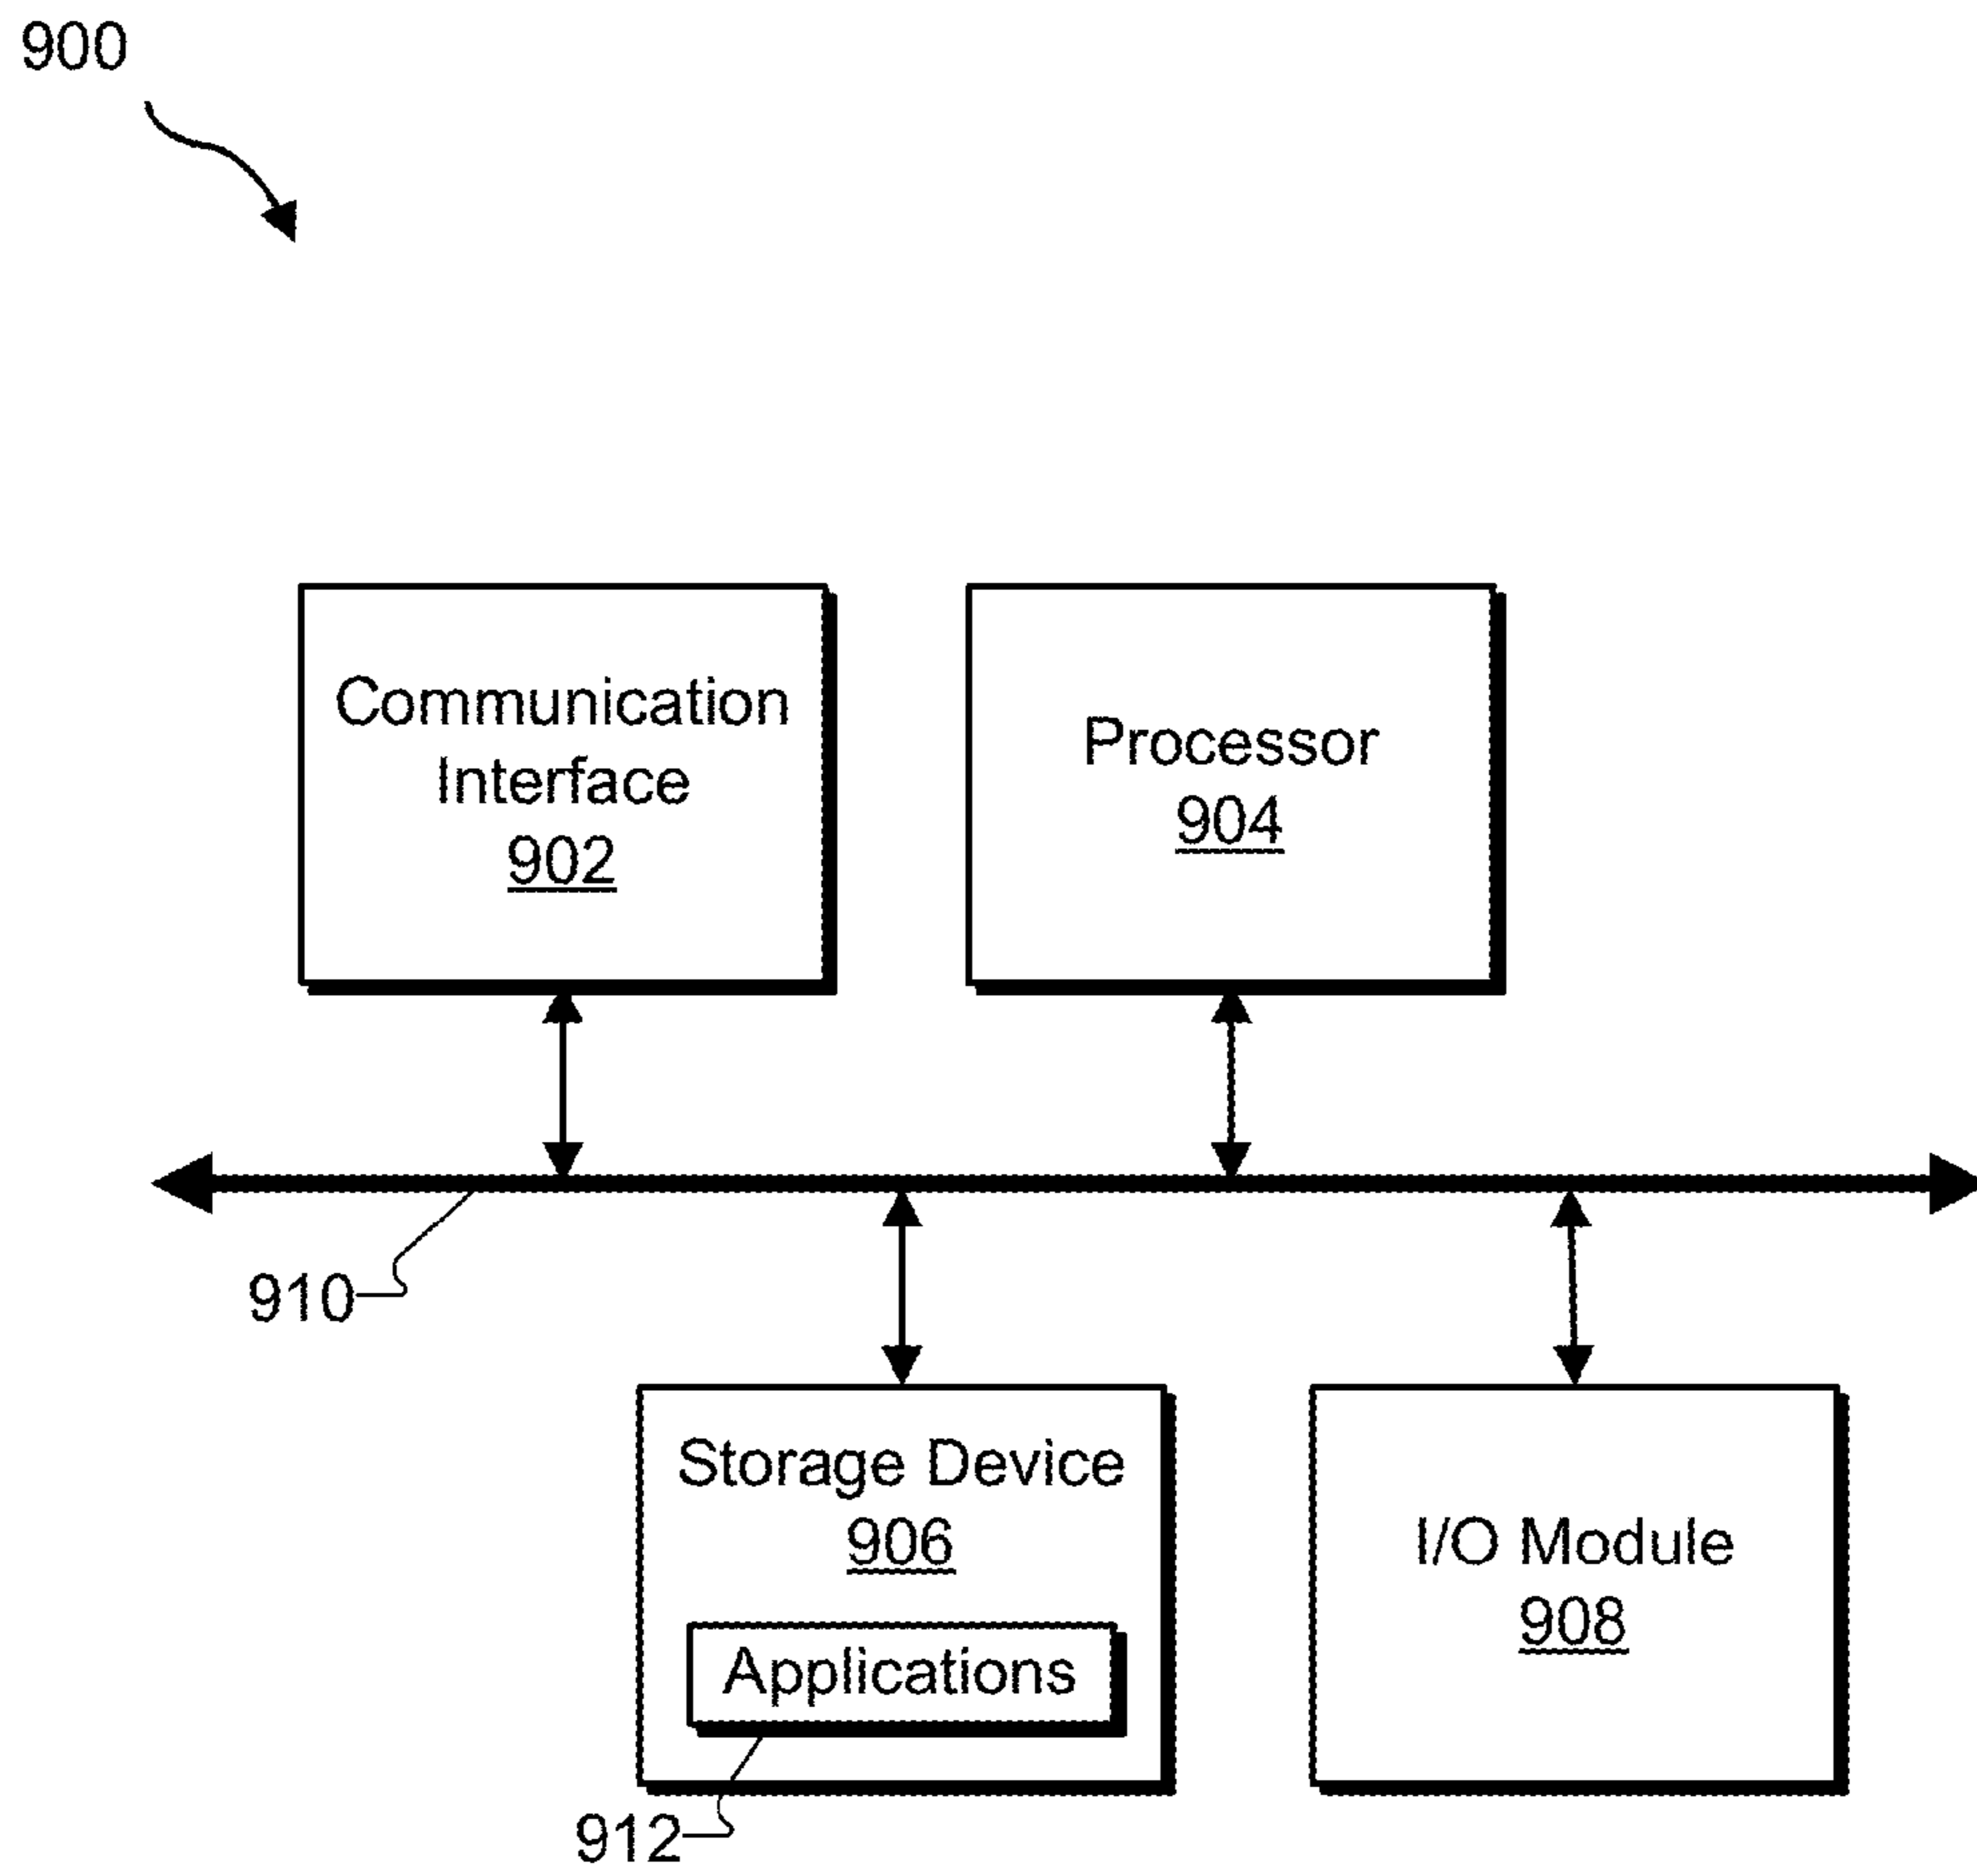 900
Communication
Interface
902
Processor
904
910
Storage Device
906
Applications
912
I/O Module
908